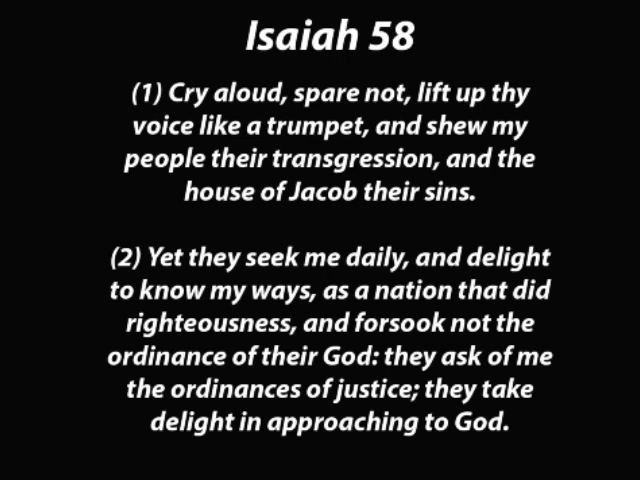 Isaiah 58
(1) Cry aloud, spare not, lift up thy
voice like a trumpet, and shew my
people their transgression, and the
house of Jacob their sins.
(2) Yet they seek me daily, and delight
to know my ways, as a nation that did
righteousness, and forsook not the
ordinance of their God: they ask of me
the ordinances of justice; they take
delight in approaching to God.